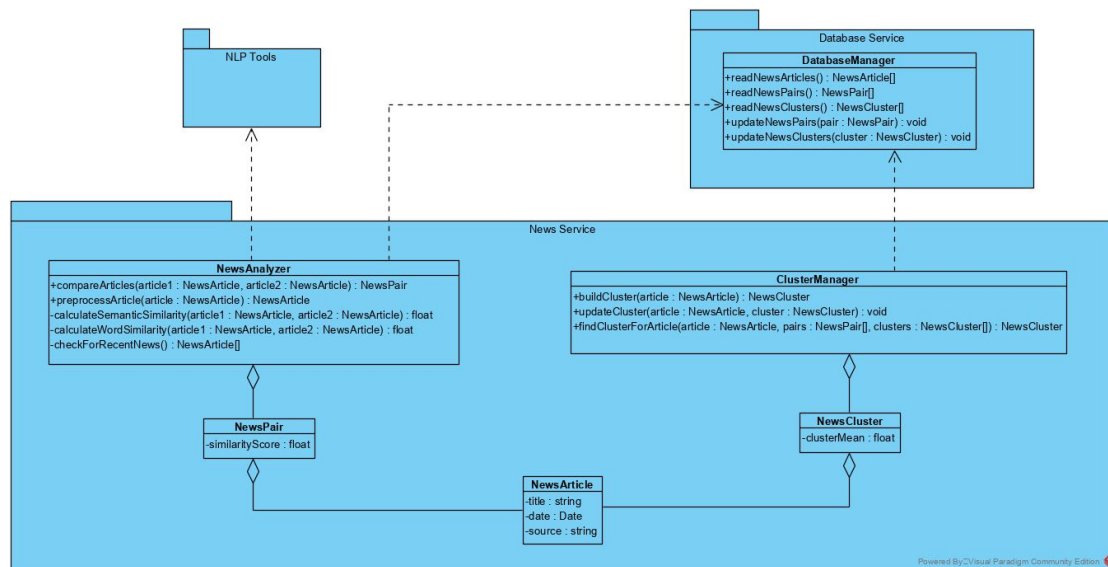 NLP Tools
Database Service
DatabaseManager
+readNewsArticles() : NewsArticle[]
+readNewsPairs() : NewsPair[]
+readNewsClusters() : NewsCluster[]
+updateNewsPairs(pair : NewsPair) : void
+updateNewsClusters(cluster : NewsCluster) : void
News Service
NewsAnalyzer
+compareArticles(article1 : NewsArticle, article2 : NewsArticle) : NewsPair
+preprocessArticle(article : NewsArticle) : NewsArticle
-calculateSemanticSimilarity(article1 : NewsArticle, article2 : NewsArticle) : float
-calculateWordSimilarity(article1 : NewsArticle, article2 : NewsArticle) : float
-checkForRecentNews() : NewsArticle[]
ClusterManager
+buildCluster(article : NewsArticle) : NewsCluster
+updateCluster(article : NewsArticle, cluster : NewsCluster) : void
+findClusterForArticle(article : NewsArticle, pairs : NewsPair[], clusters : NewsCluster[]) : NewsCluster
NewsPair
-similarityScore : float
NewsCluster
-clusterMean : float
NewsArticle
-title : string
-date : Date
-source : string
Powered By Visual Paradigm Community Edition